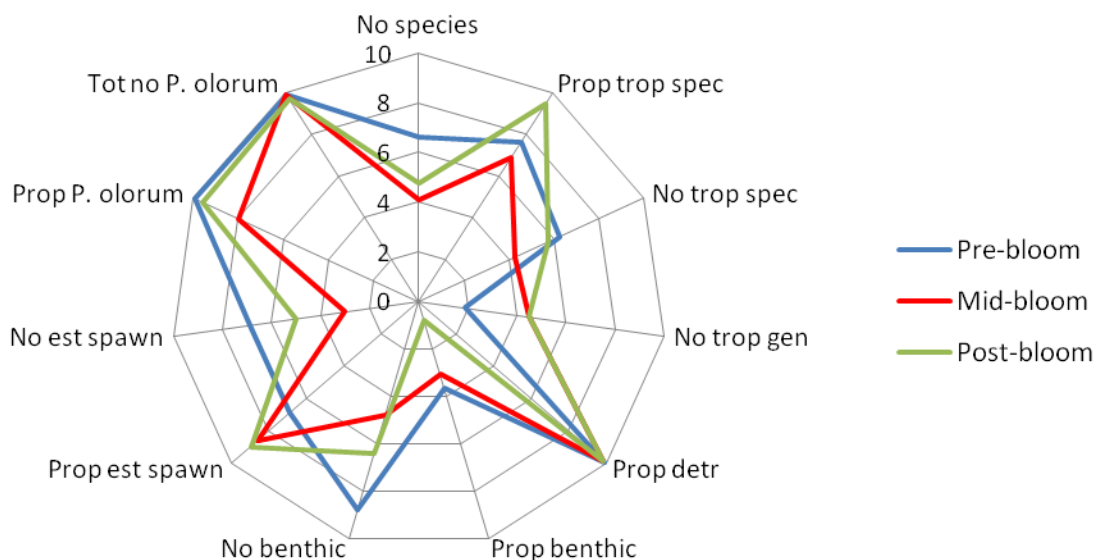 No species
10
Tot no P. olorum
Prop trop spec
8
6
Prop P. olorum
No trop spec
4
Pre-bloom
2
0
Mid-bloom
No est spawn
No trop gen
Post-bloom
Prop est spawn
Prop detr
No benthic
Prop benthic